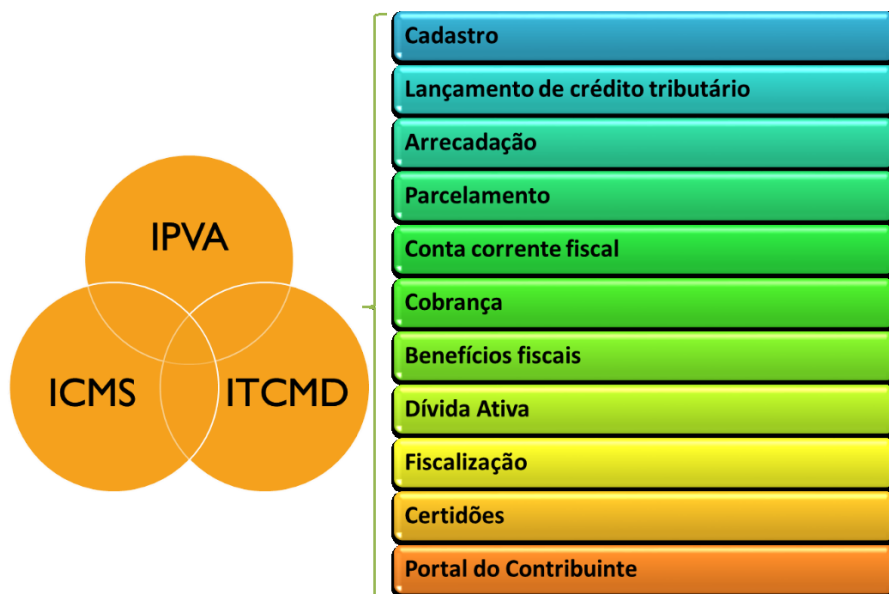 IPVA
ICMS
ITCMD
Cadastro
Lançamento de crédito tributário
Arrecadação
Parcelamento
Conta corrente fiscal
Cobrança
Benefícios fiscais
Dívida Ativa
Fiscalização
Certidões
Portal do Contribuinte